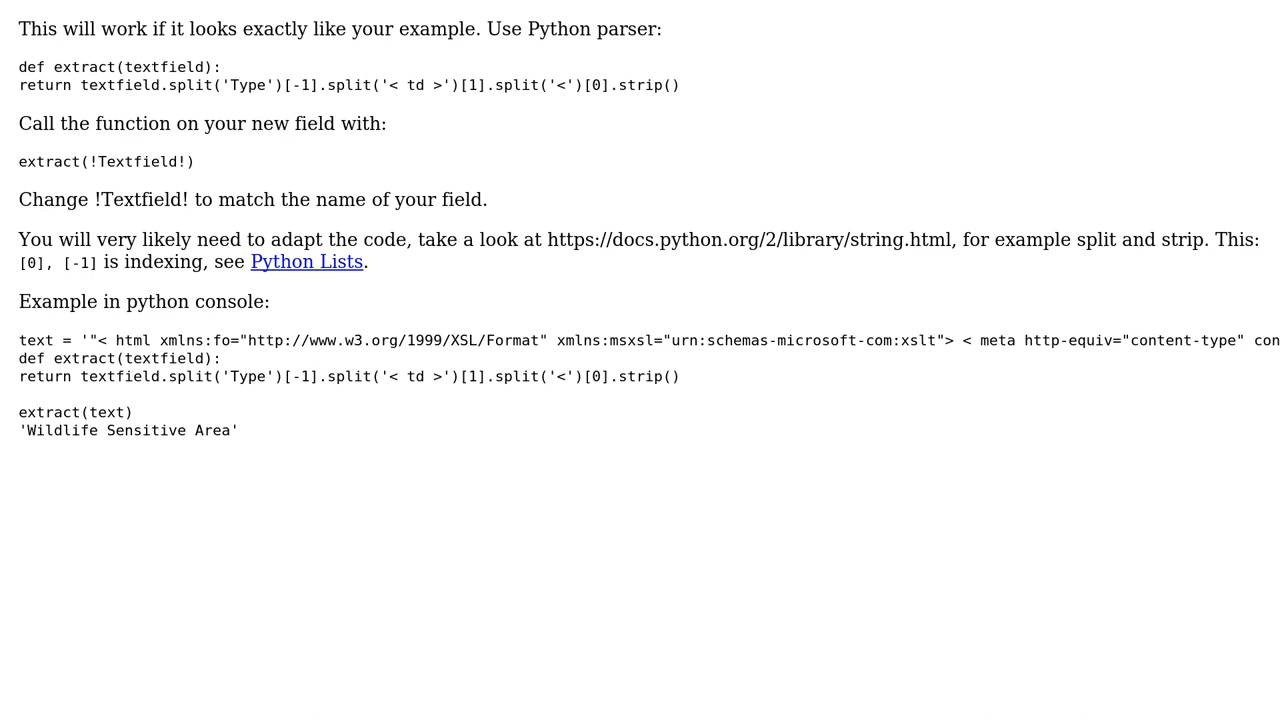 This will work if it looks exactly like your example. Use Python parser:
def extract(textfield):
return textfield.split('Type')[-1].split('< td >')[1].split('<')[0].strip()
Call the function on your new field with:
extract(!Textfield!)
Change !Textfield! to match the name of your field.
You will very likely need to adapt the code, take a look at https://docs.python.org/2/library/string.html, for example split and strip. This:
[0], [-1] is indexing, see Python Lists.
Example in python console:
text = '"< html xmlns:fo="http://www.w3.org/1999/XSL/Format" xmlns:msxsl="urn:schemas-microsoft-com:xslt"> < meta http-equiv="content-type" con
def extract(textfield):
return textfield.split('Type')[-1].split('< td >')[1].split('<')[0].strip()
extract(text)
'Wildlife Sensitive Area'